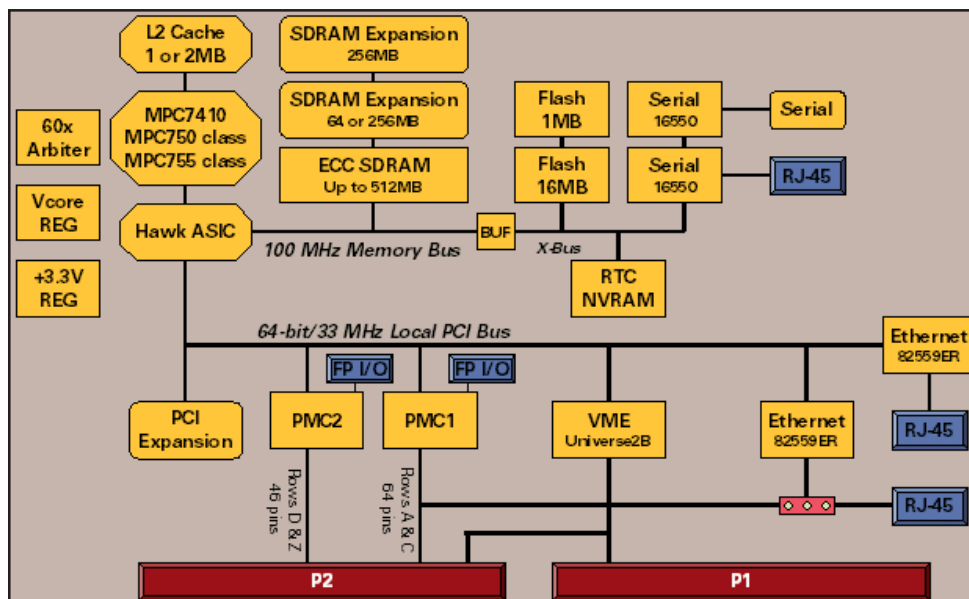 L2 Cache
1 or 2MB
SDRAM Expansion
256MB
MPC7410
MPC750 class
MPC755 class
SDRAM Expansion
64 or 256MB
Flash
1MB
Serial
16550
Serial
60x
Arbiter
ECC SDRAM
Up to 512MB
Flash
16MB
Serial
16550
RJ-45
Vcore
REG
Hawk ASIC
BUF
100 MHz Memory Bus
X-Bus
+3.3V
REG
RTC
NVRAM
64-bit/33 MHz Local PCI Bus
Ethernet
82559ER
FP I/O
FP I/O
PCI
Expansion
PMC2
PMC1
VME
Universe2B
Ethernet
82559ER
RJ-45
Rows D & Z
46 pins
Rows A & C
64 pins
RJ-45
P2
P1